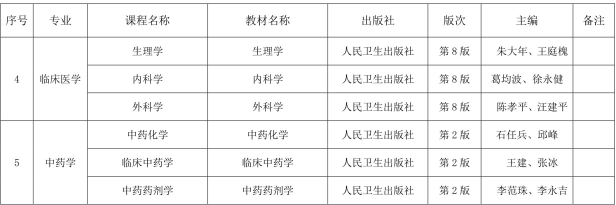 序号 专业 课程名称 教材名称 出版社 版次 主编 备注
4 临床医学 生理学 生理学 人民卫生出版社 第 8 版 朱大年、王庭槐
内科学 内科学 人民卫生出版社 第 8 版 葛均波、徐永健
外科学 外科学 人民卫生出版社 第 8 版 陈孝平、汪建平
5 中药学 中药化学 中药化学 人民卫生出版社 第 2 版 石任兵、邱峰
临床中药学 临床中药学 人民卫生出版社 第 2 版 王建、张冰
中药药剂学 中药药剂学 人民卫生出版社 第 2 版 李范珠、李永吉